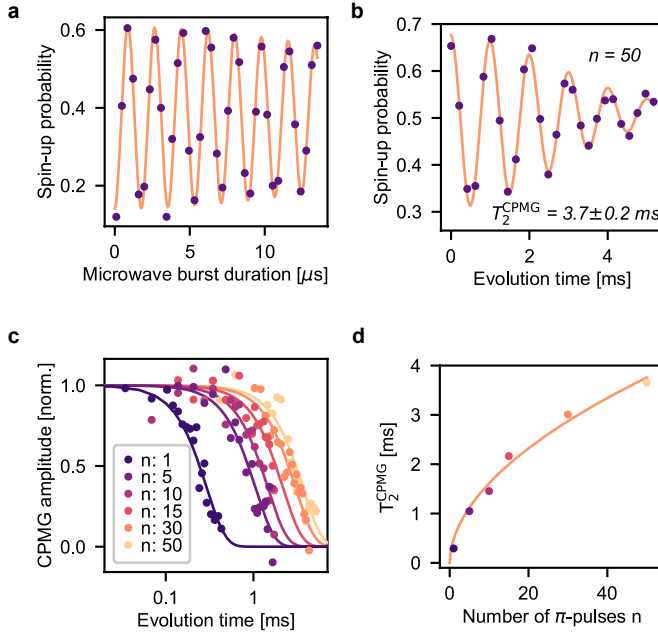 a
Spin-up probability
0.6
0.4
0.2
0
5
10
Microwave burst duration [μs]
b
Spin-up probability
0.7
0.6
0.5
0.4
0.3
n = 50
T₂^CPMG = 3.7±0.2 ms
0
2
4
Evolution time [ms]
c
CPMG amplitude [norm.]
1.0
0.5
0.0
n: 1
n: 5
n: 10
n: 15
n: 30
n: 50
0.1
1
Evolution time [ms]
d
T₂^CPMG [ms]
4
3
2
1
0
0
20
40
Number of π-pulses n